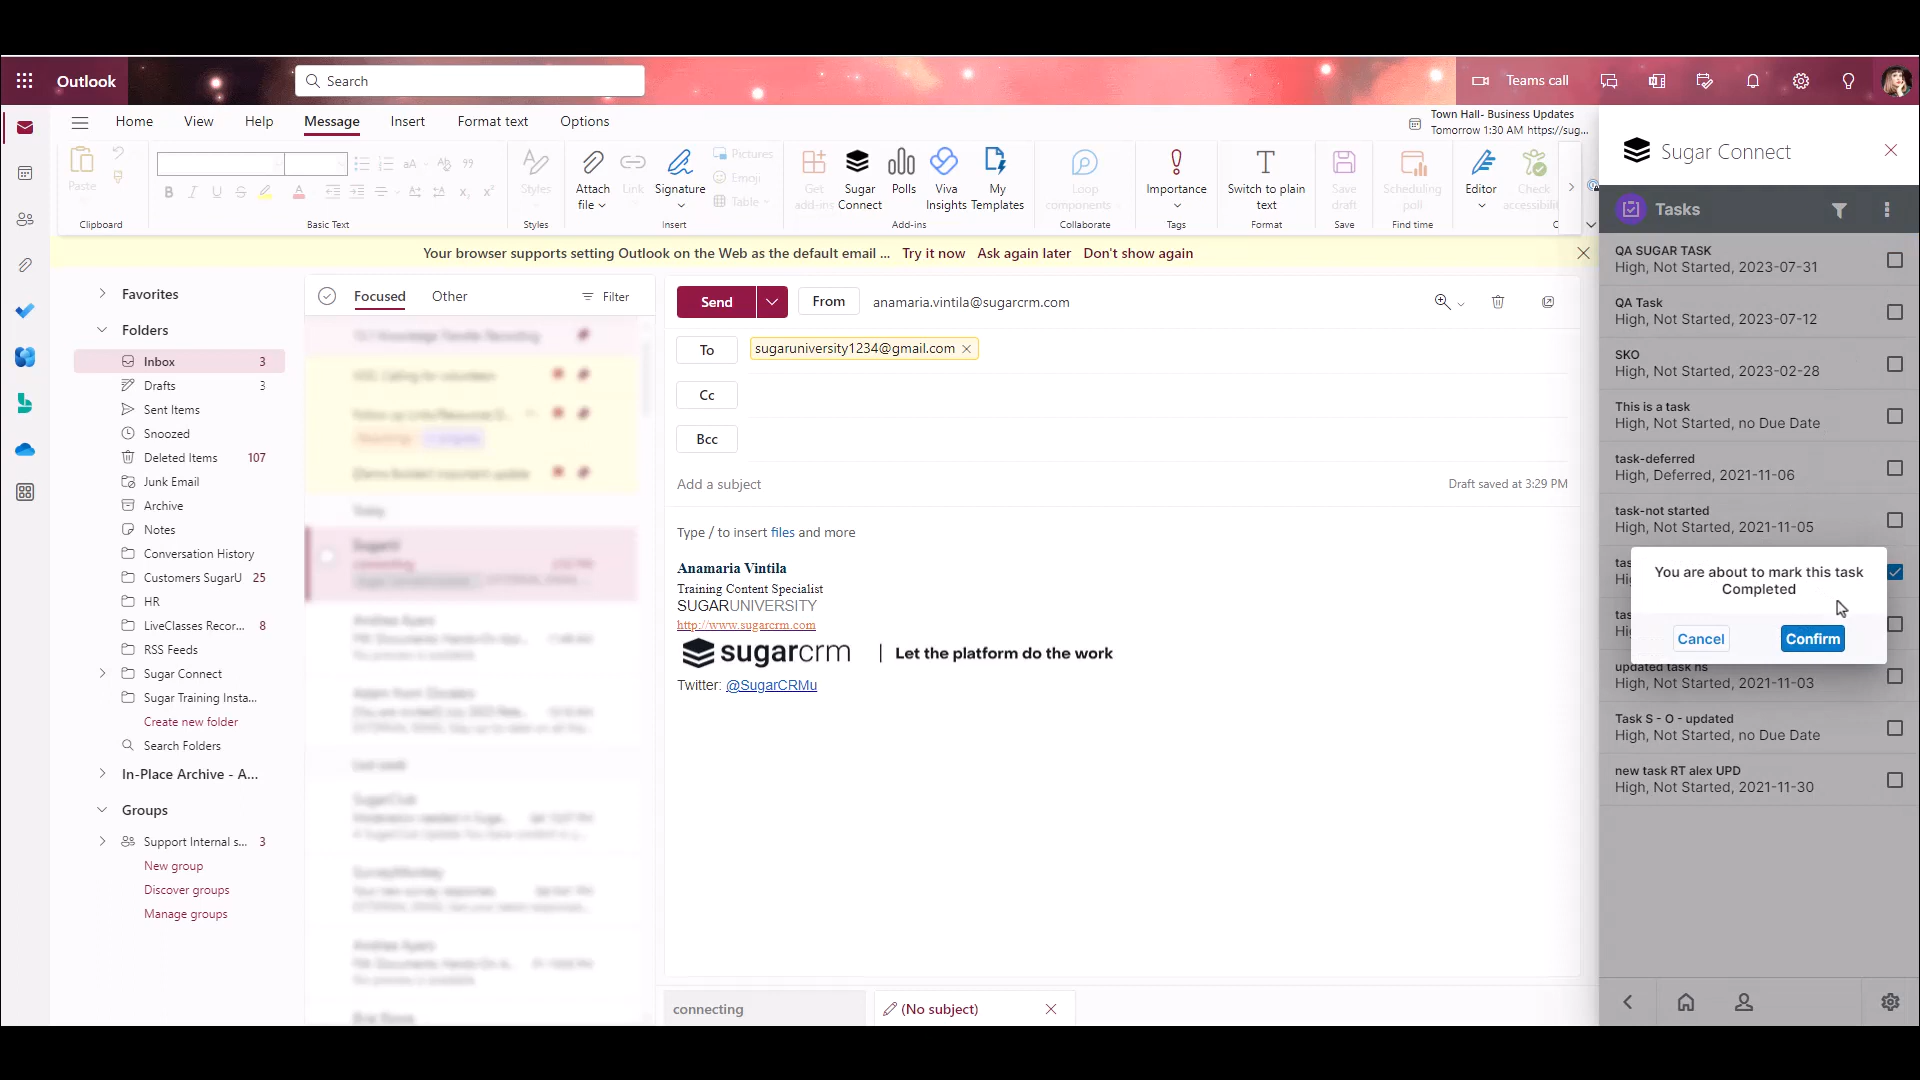 Outlook
Search
Teams call
Home
View
Help
Message
Insert
Format text
Options
Town Hall- Business Updates
Tomorrow 1:30 AM https://sug...
Paste
Clipboard
Basic Text
Styles
Styles
Attach file
Link
Signature
Pictures
Emoji
Table
Insert
Get add-ins
Sugar Connect
Polls
Viva Insights
My Templates
Add-ins
Loop components
Collaborate
Importance
Tags
Switch to plain text
Format
Save draft
Save
Scheduling poll
Find time
Editor
Check
Your browser supports setting Outlook on the Web as the default email ... Try it now Ask again later Don't show again
Favorites
Folders
Inbox 3
Drafts 3
Sent Items
Snoozed
Deleted Items 107
Junk Email
Archive
Notes
Conversation History
Customers SugarU 25
HR
LiveClasses Recor... 8
RSS Feeds
Sugar Connect
Sugar Training Insta...
Create new folder
Search Folders
In-Place Archive - A...
Groups
Support Internal s... 3
New group
Discover groups
Manage groups
Focused
Other
Filter
Send
From
anamaria.vintila@sugarcrm.com
To
sugaruniversity1234@gmail.com
Cc
Bcc
Add a subject
Draft saved at 3:29 PM
Type / to insert files and more
Anamaria Vintila
Training Content Specialist
SUGARUNIVERSITY
http://www.sugarcrm.com
sugarcrm | Let the platform do the work
Twitter: @SugarCRMu
connecting
(No subject)
Sugar Connect
Tasks
QA SUGAR TASK
High, Not Started, 2023-07-31
QA Task
High, Not Started, 2023-07-12
SKO
High, Not Started, 2023-02-28
This is a task
High, Not Started, no Due Date
task-deferred
High, Deferred, 2021-11-06
task-not started
High, Not Started, 2021-11-05
You are about to mark this task
Completed
Cancel
Confirm
updated task ns
High, Not Started, 2021-11-03
Task S - O - updated
High, Not Started, no Due Date
new task RT alex UPD
High, Not Started, 2021-11-30